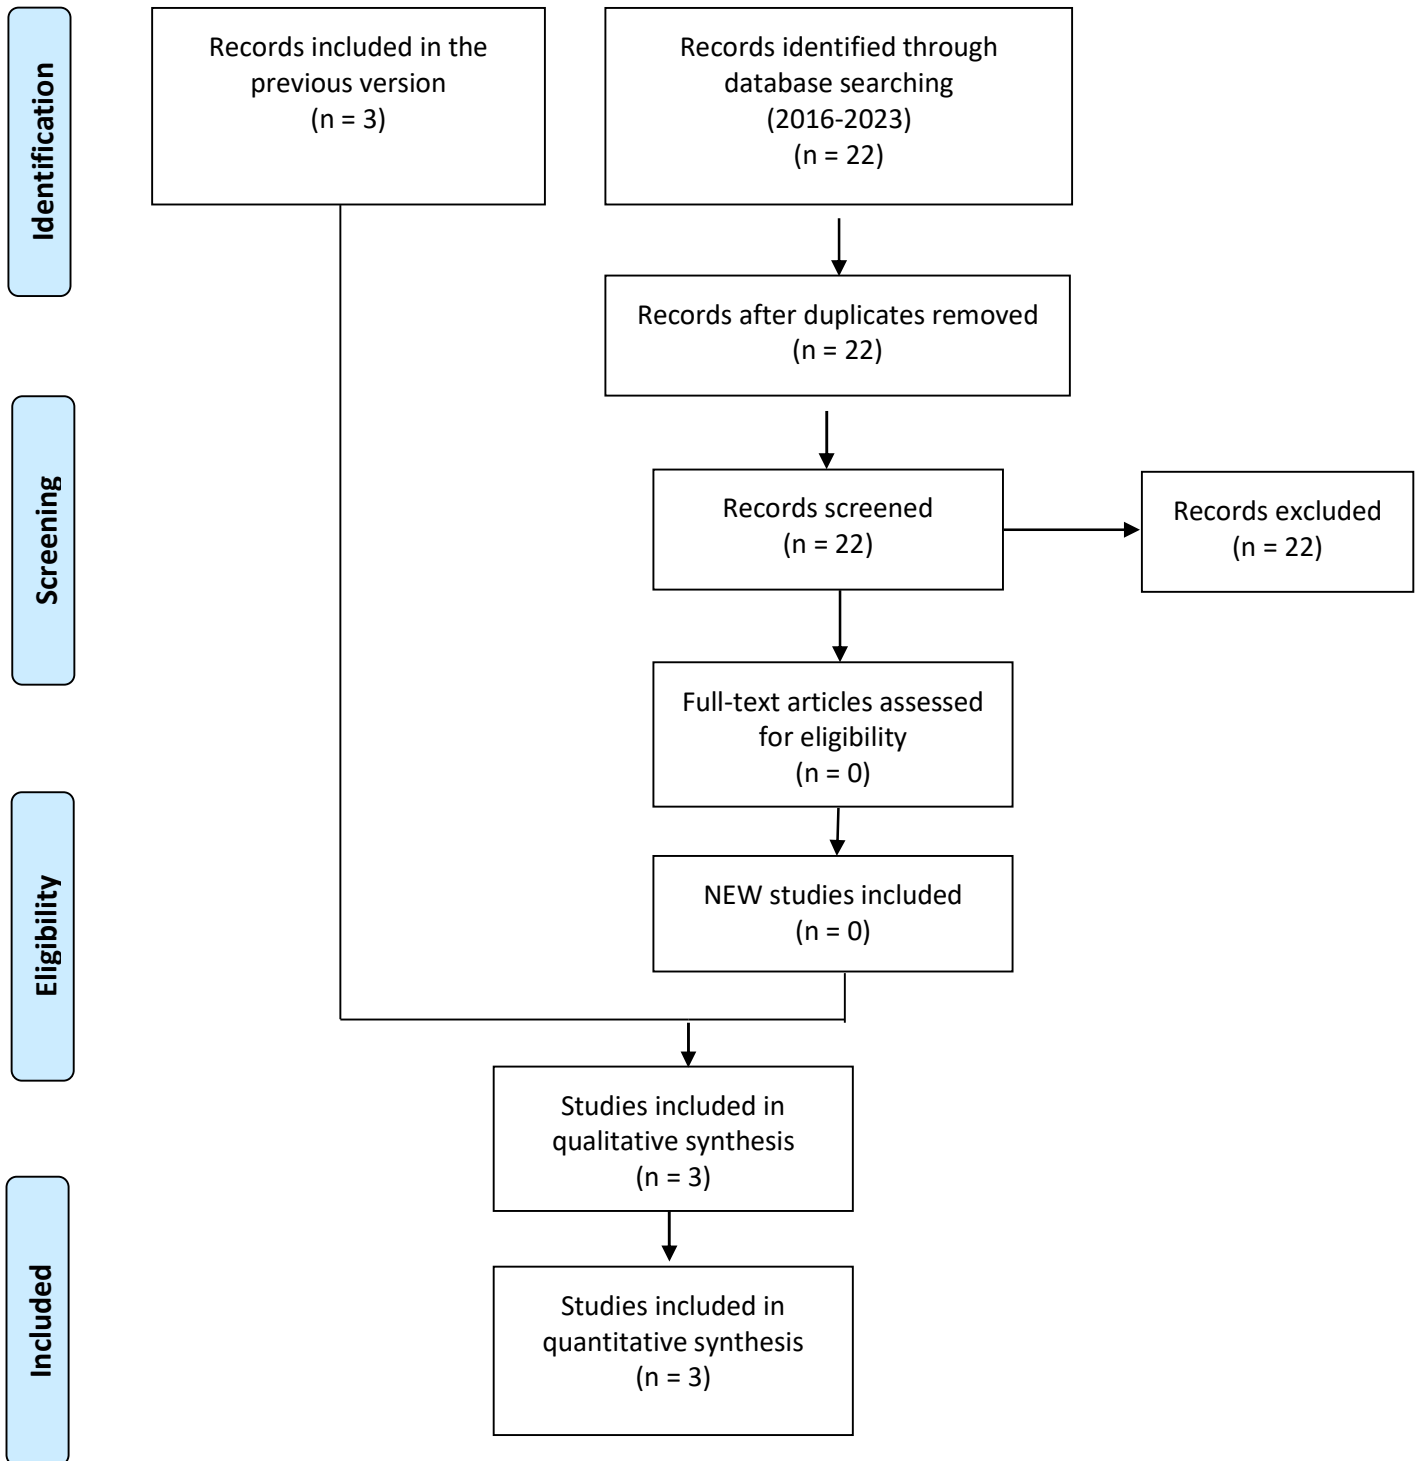 Identification
Records included in the
previous version
(n = 3)
Records identified through
database searching
(2016-2023)
(n = 22)
Records after duplicates removed
(n = 22)
Screening
Records screened
(n = 22)
Records excluded
(n = 22)
Full-text articles assessed
for eligibility
(n = 0)
Eligibility
NEW studies included
(n = 0)
Studies included in
qualitative synthesis
(n = 3)
Included
Studies included in
quantitative synthesis
(n = 3)